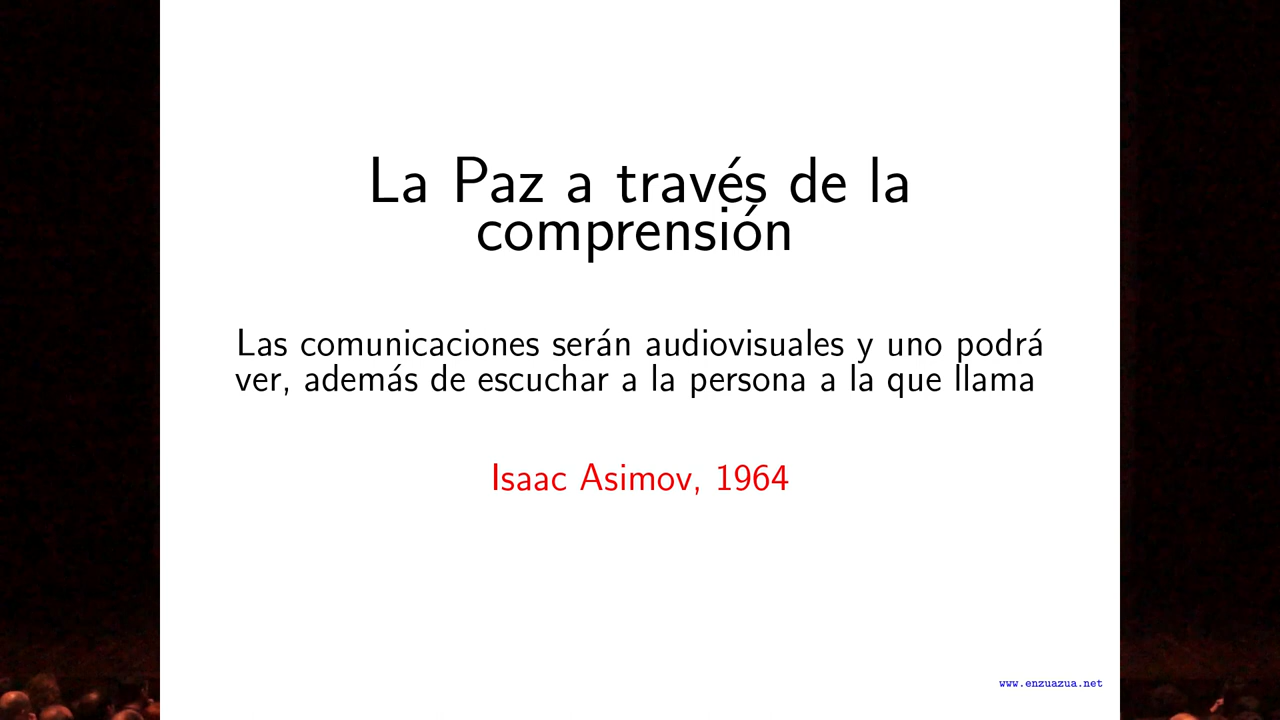 La Paz a través de la
comprensión
Las comunicaciones serán audiovisuales y uno podrá
ver, además de escuchar a la persona a la que llama
Isaac Asimov, 1964
www.enzuazua.net